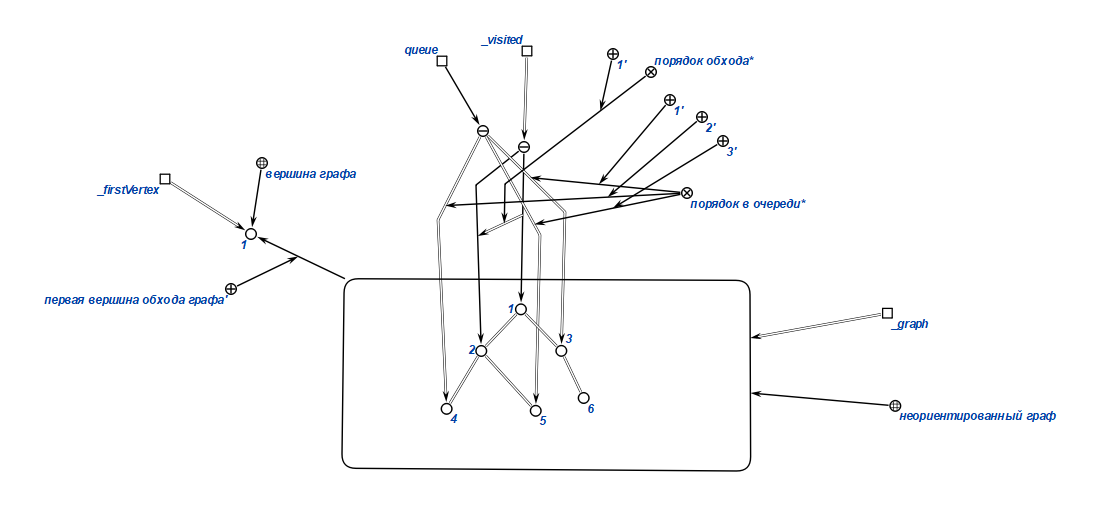 _visited
queue
1'
порядок обхода*
1'
2'
3'
вершина графа
_firstVertex
порядок в очереди*
1
первая вершина обхода графа'
1
_graph
2
3
6
неориентированный граф
4
5